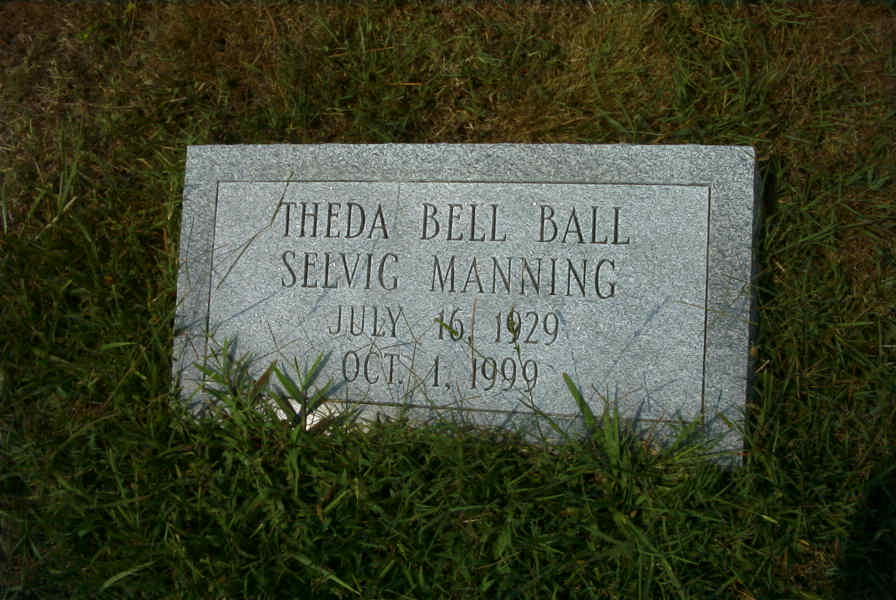 THEDA BELL BALL
SELVIG MANNING
JULY 16, 1929
OCT. 1, 1999